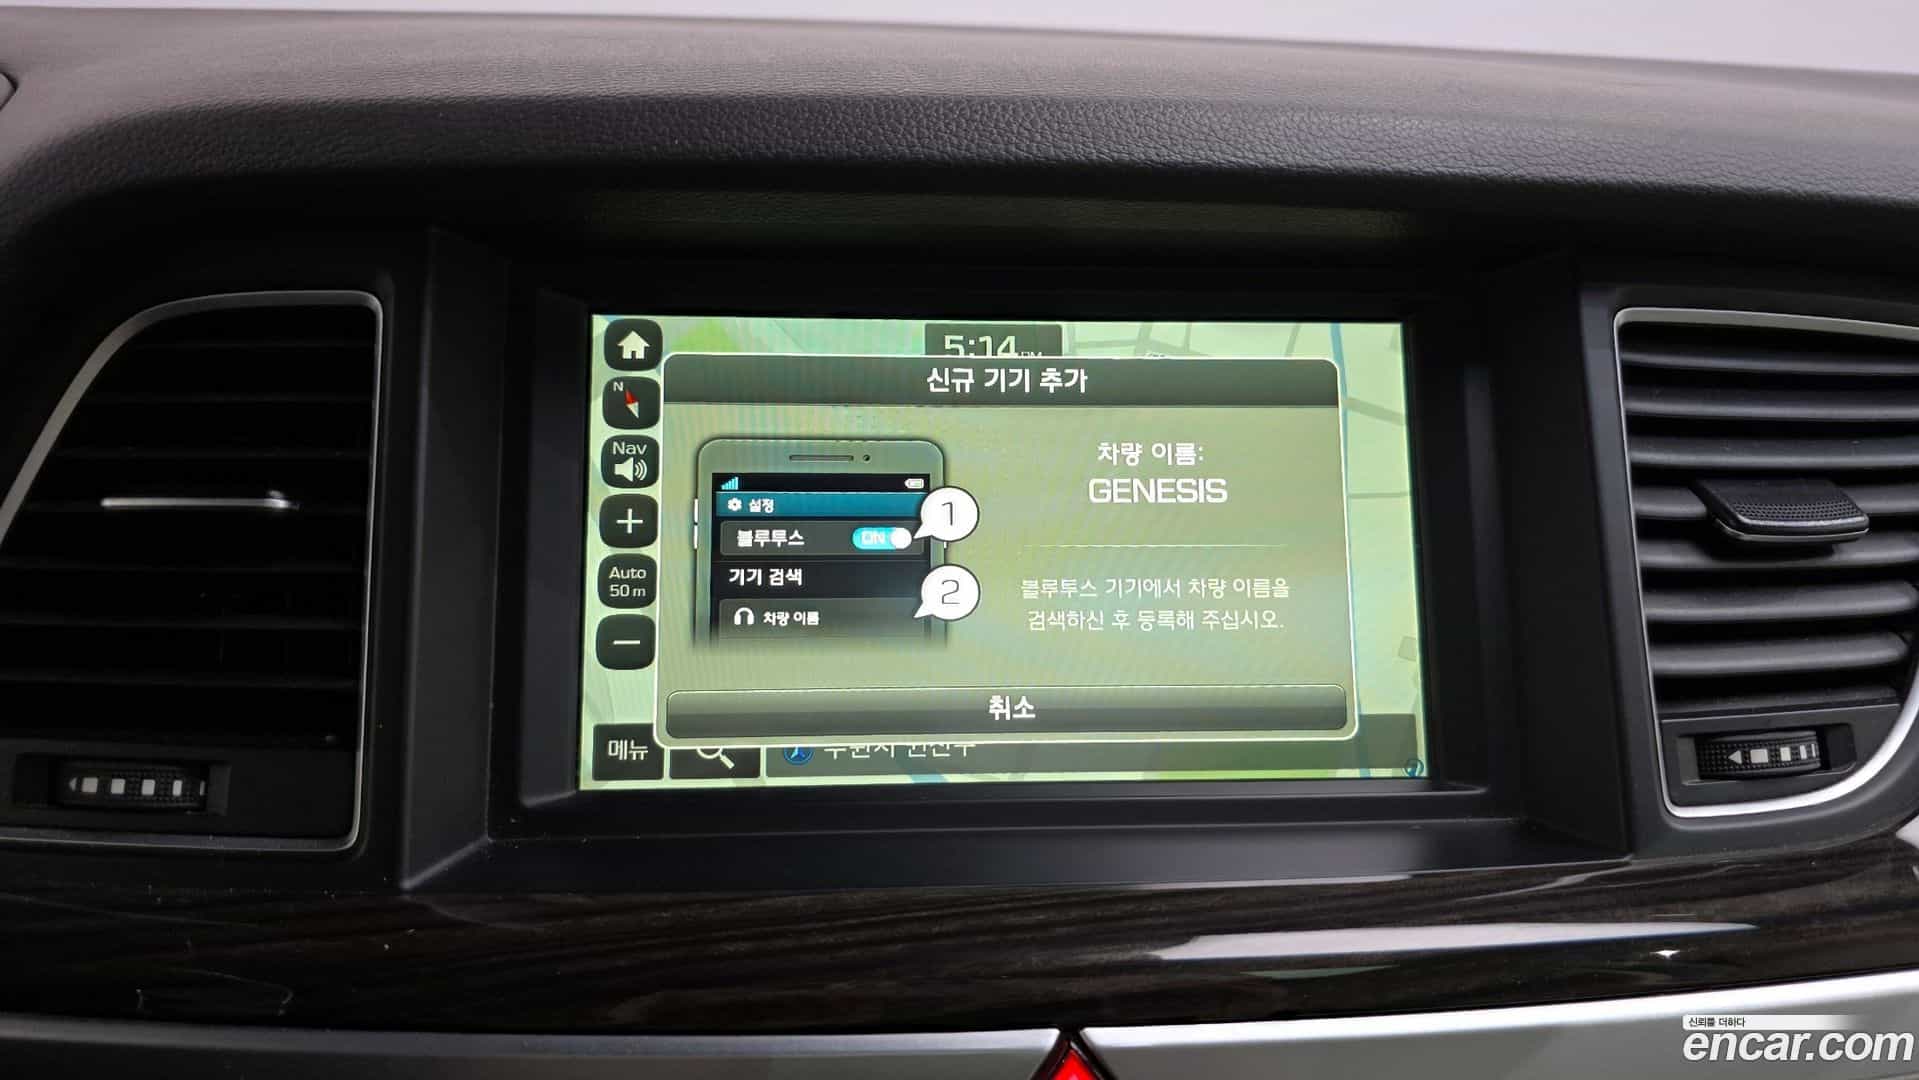 5:14 PM
신규 기기 추가
N
Nav
Auto
50 m
설정
블루투스 ON
기기 검색
차량 이름
1
2
차량 이름:
GENESIS
블루투스 기기에서 차량 이름을
검색하신 후 등록해 주십시오.
취소
메뉴
신뢰를 더하다
encar.com